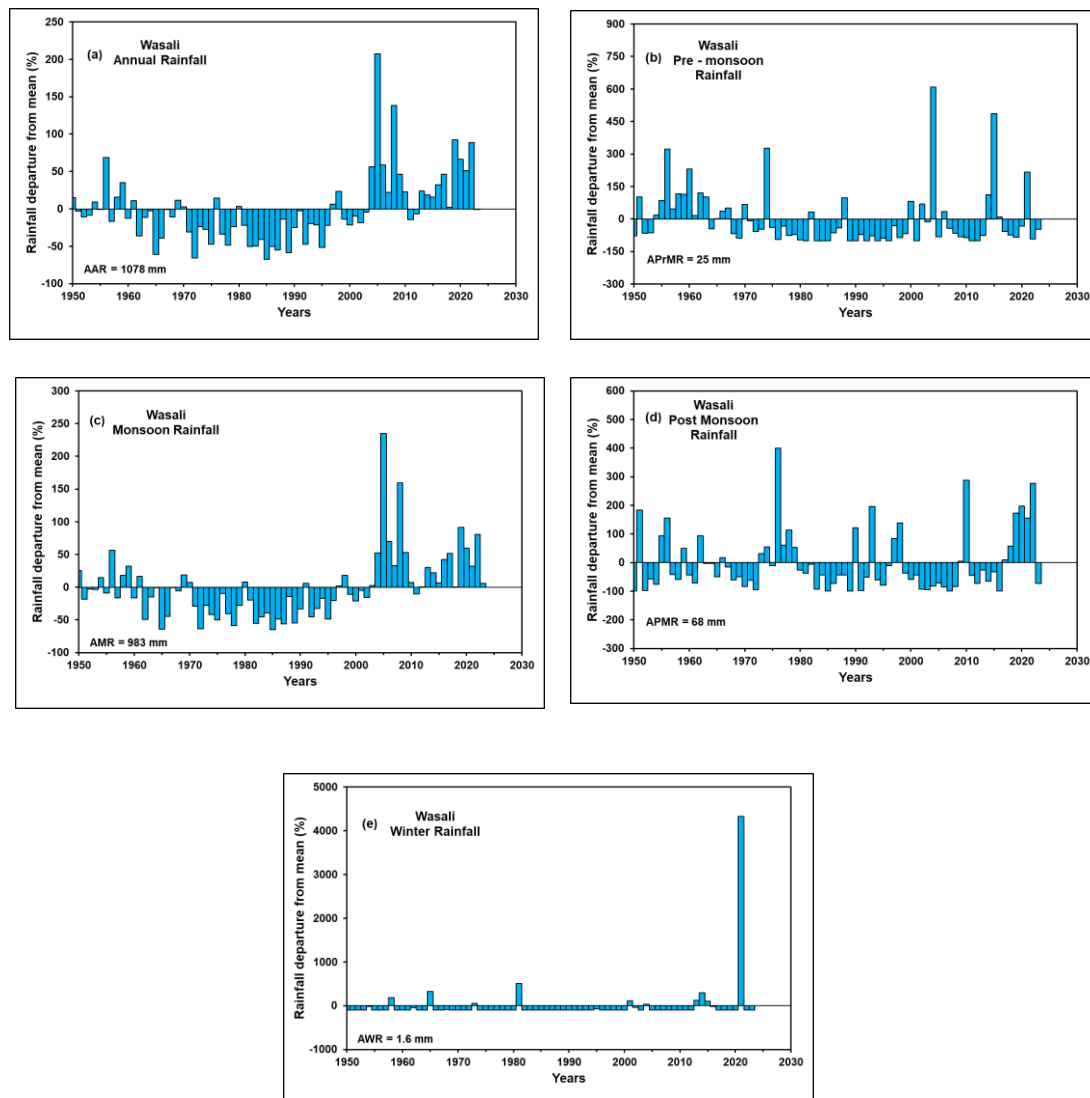 (a)
Wasali
Annual Rainfall
Rainfall departure from mean (%)
250
200
150
100
50
0
-50
-100
AAR = 1078 mm
1950 1960 1970 1980 1990 2000 2010 2020 2030
Years
(b)
Wasali
Pre - monsoon
Rainfall
Rainfall departure from mean (%)
900
750
600
450
300
150
0
-150
-300
APrMR = 25 mm
1950 1960 1970 1980 1990 2000 2010 2020 2030
Years
(c)
Wasali
Monsoon Rainfall
Rainfall departure from mean (%)
300
250
200
150
100
50
0
-50
-100
AMR = 983 mm
1950 1960 1970 1980 1990 2000 2010 2020 2030
Years
(d)
Wasali
Post Monsoon
Rainfall
Rainfall departure from mean (%)
600
500
400
300
200
100
0
-100
-200
-300
APMR = 68 mm
1950 1960 1970 1980 1990 2000 2010 2020 2030
Years
(e)
Wasali
Winter Rainfall
Rainfall departure from mean (%)
5000
4000
3000
2000
1000
0
-1000
AWR = 1.6 mm
1950 1960 1970 1980 1990 2000 2010 2020 2030
Years